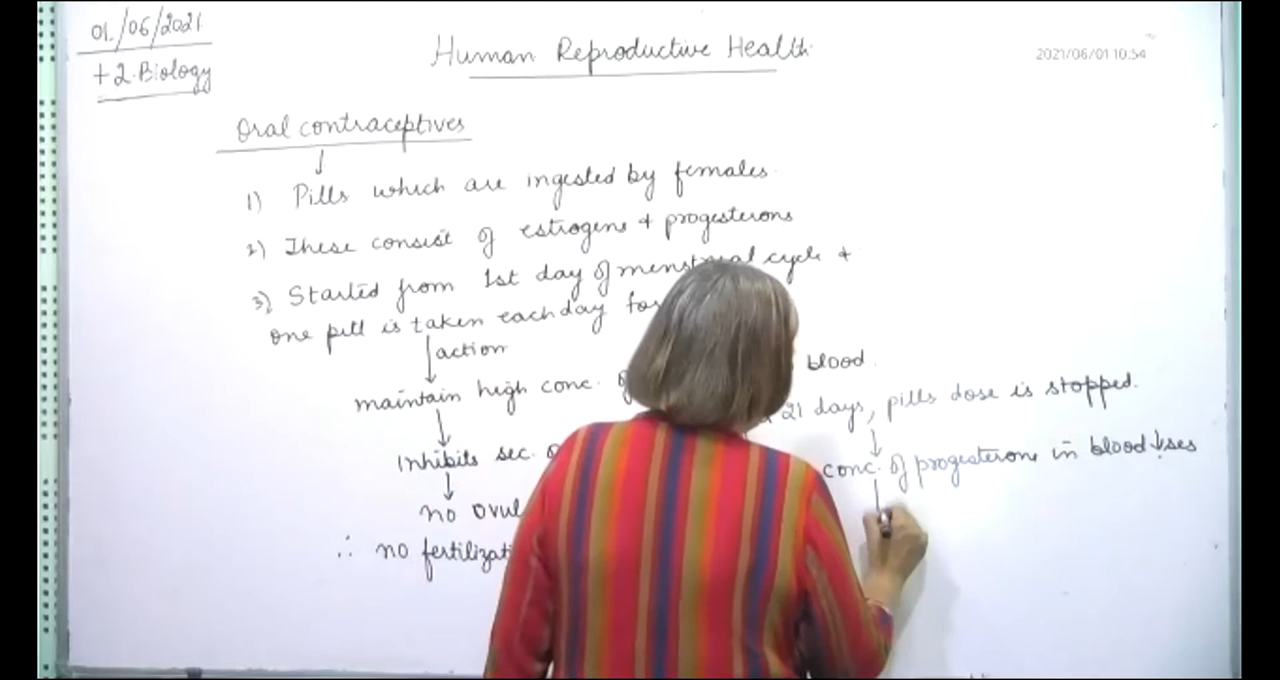 01/06/2021
+2 Biology
Human Reproductive Health
2021/06/01 10:54
Oral contraceptives
1) Pills which are ingested by females.
2) These consist of estrogens + progesterons
3) Started from 1st day of menstrual cycle +
one pill is taken each day for
action
maintain high conc. of
blood.
21 days, pills dose is stopped.
Inhibits sec.
conc. of progesterone in blood ↓ses
no
∴ no